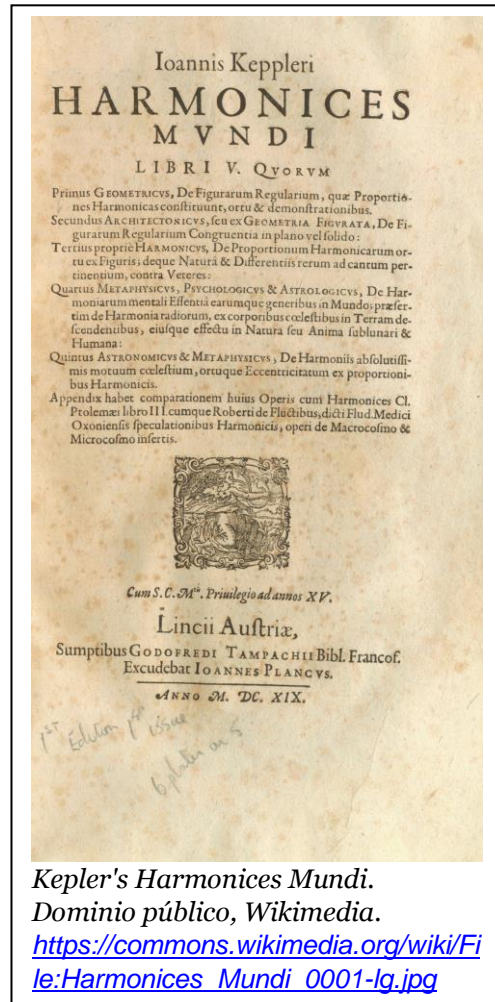 Ioannis Keppleri
HARMONICES
MVNDI
LIBRI V. QVORVM
Primus GEOMETRICVS, De Figurarum Regularium, quæ Proportio-
nes Harmonicas conſtituunt, ortu & demonſtrationibus.
Secundus ARCHITECTONICVS, ſeu ex GEOMETRIA FIGVRATA, De Fi-
gurarum Regularium Congruentia in plano vel ſolido:
Tertius propriè HARMONICVS, De Proportionum Harmonicarum or-
tu ex Figuris; deque Naturâ & Differentiis rerum ad cantum per-
tinentium, contra Veteres:
Quartus METAPHYSICVS, PSYCHOLOGICVS & ASTROLOGICVS, De Har-
moniarum mentali Eſſentiâ earumque generibus in Mundo; præſer-
tim de Harmonia radiorum, ex corporibus cœleſtibus in Terram de-
ſcendentibus, eiuſque effectu in Natura ſeu Anima ſublunari &
Humana:
Quintus ASTRONOMICVS & METAPHYSICVS, De Harmoniis abſolutiſſi-
mis motuum cœleſtium, ortuque Eccentricitatum ex proportioni-
bus Harmonicis.
Appendix habet comparationem huius Operis cum Harmonices Cl.
Ptolemæi libro III. cumque Roberti de Fluctibus, dicti Flud. Medici
Oxonienſis ſpeculationibus Harmonicis, operi de Macrocoſmo &
Microcoſmo inſertis.
Cum S. C. Mtis. Priuilegio ad annos XV.
Lincii Auſtriæ,
Sumptibus GODOFREDI TAMPACHII Bibl. Francof.
Excudebat IOANNES PLANCVS.
ANNO M. DC. XIX.
1ST Edition 1st issue
6 plates on 5
Kepler's Harmonices Mundi.
Dominio público, Wikimedia.
https://commons.wikimedia.org/wiki/Fi
le:Harmonices_Mundi_0001-lg.jpg